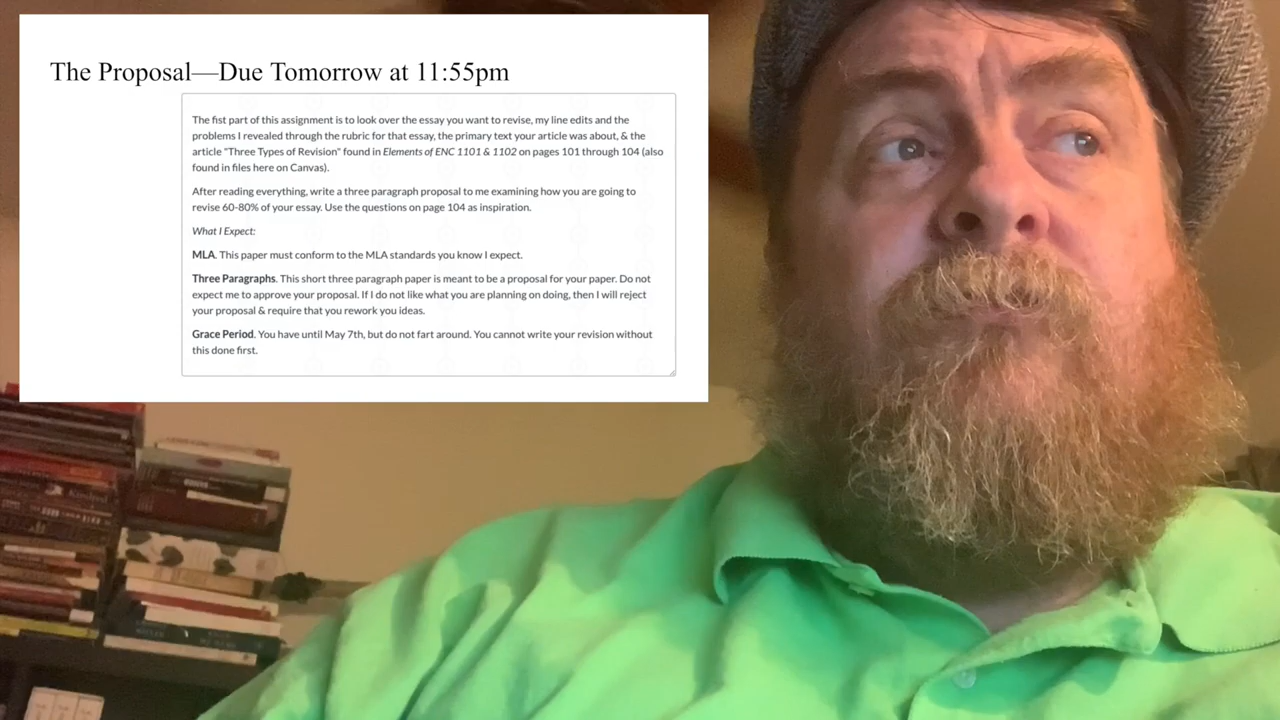 The Proposal—Due Tomorrow at 11:55pm
The fist part of this assignment is to look over the essay you want to revise, my line edits and the
problems I revealed through the rubric for that essay, the primary text your article was about, & the
article "Three Types of Revision" found in Elements of ENC 1101 & 1102 on pages 101 through 104 (also
found in files here on Canvas).
After reading everything, write a three paragraph proposal to me examining how you are going to
revise 60-80% of your essay. Use the questions on page 104 as inspiration.
What I Expect:
MLA. This paper must conform to the MLA standards you know I expect.
Three Paragraphs. This short three paragraph paper is meant to be a proposal for your paper. Do not
expect me to approve your proposal. If I do not like what you are planning on doing, then I will reject
your proposal & require that you rework you ideas.
Grace Period. You have until May 7th, but do not fart around. You cannot write your revision without
this done first.
Kindred